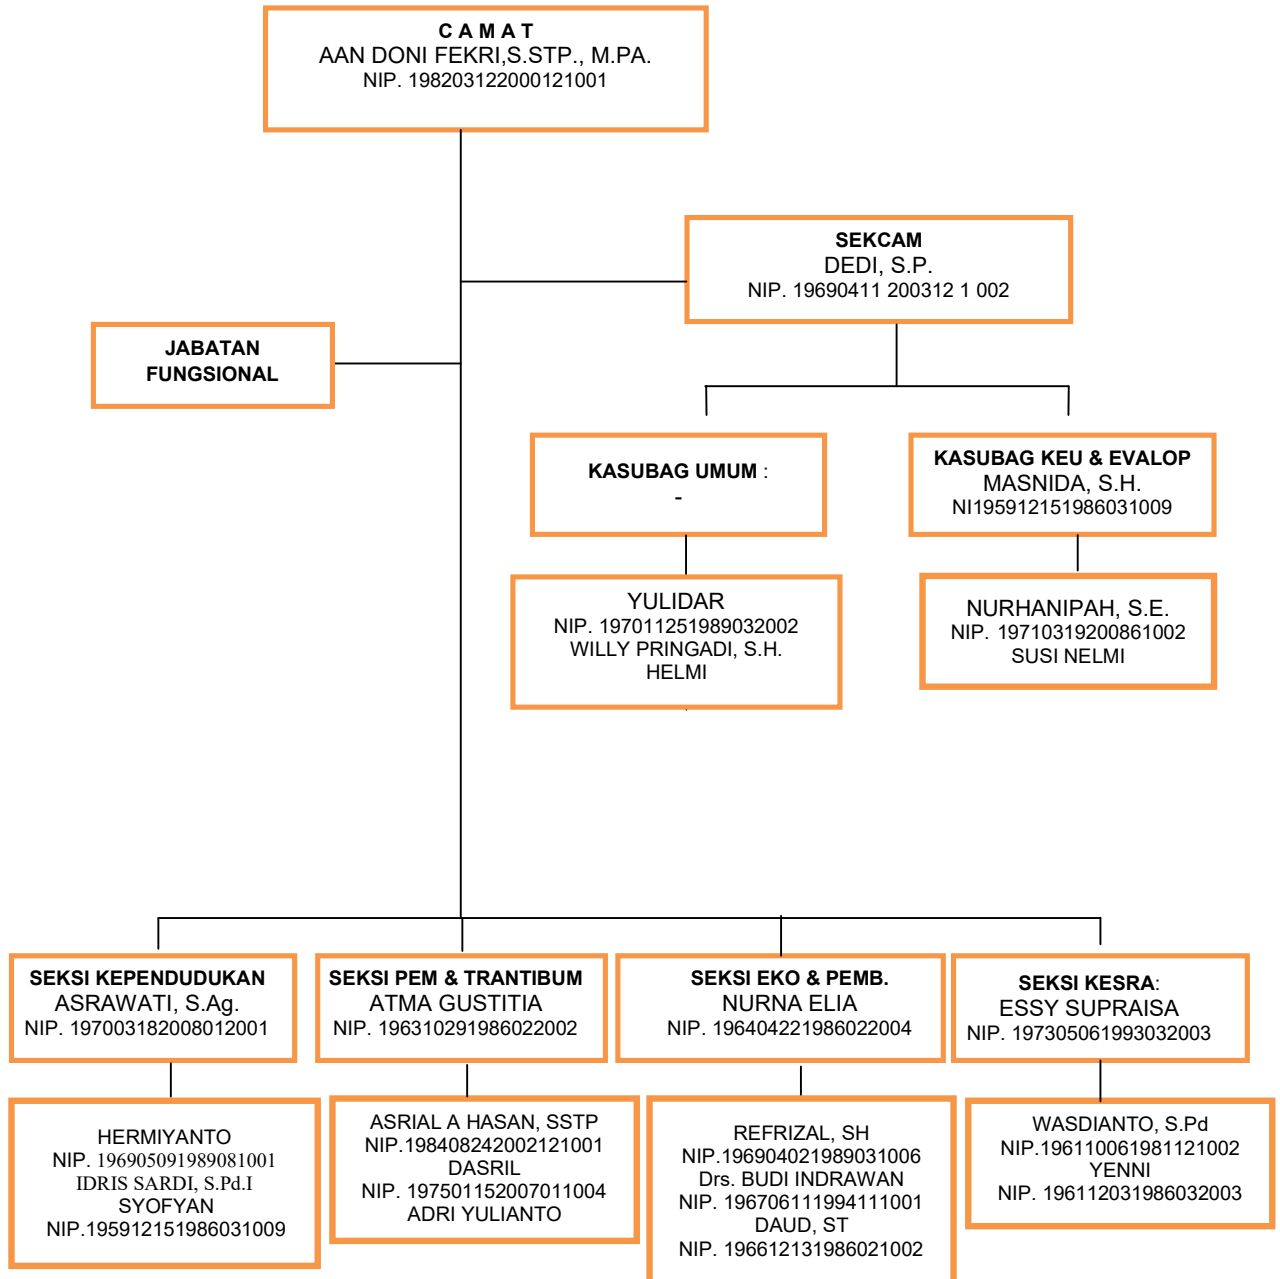 C A M A T
AAN DONI FEKRI,S.STP., M.PA.
NIP. 198203122000121001
SEKCAM
DEDI, S.P.
NIP. 19690411 200312 1 002
JABATAN
FUNGSIONAL
KASUBAG UMUM :
-
KASUBAG KEU & EVALOP
MASNIDA, S.H.
NI195912151986031009
YULIDAR
NIP. 197011251989032002
WILLY PRINGADI, S.H.
HELMI
NURHANIPAH, S.E.
NIP. 19710319200861002
SUSI NELMI
SEKSI KEPENDUDUKAN
ASRAWATI, S.Ag.
NIP. 197003182008012001
SEKSI PEM & TRANTIBUM
ATMA GUSTITIA
NIP. 196310291986022002
SEKSI EKO & PEMB.
NURNA ELIA
NIP. 196404221986022004
SEKSI KESRA:
ESSY SUPRAISA
NIP. 197305061993032003
HERMIYANTO
NIP. 196905091989081001
IDRIS SARDI, S.Pd.I
SYOFYAN
NIP.195912151986031009
ASRIAL A HASAN, SSTP
NIP.198408242002121001
DASRIL
NIP. 197501152007011004
ADRI YULIANTO
REFRIZAL, SH
NIP.196904021989031006
Drs. BUDI INDRAWAN
NIP. 196706111994111001
DAUD, ST
NIP. 196612131986021002
WASDIANTO, S.Pd
NIP.196110061981121002
YENNI
NIP. 196112031986032003